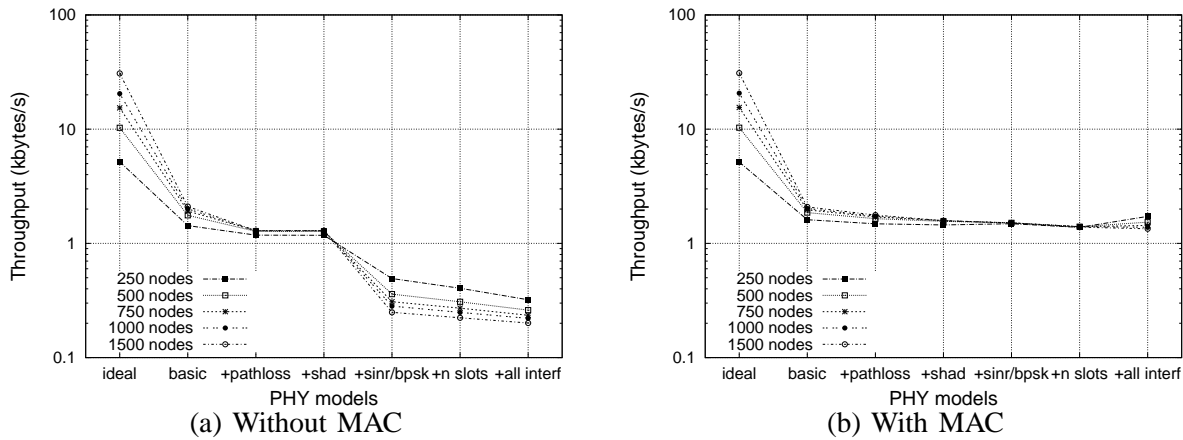 100
10
1
0.1
Throughput (kbytes/s)
250 nodes
500 nodes
750 nodes
1000 nodes
1500 nodes
ideal basic +pathloss +shad +sinr/bpsk +n slots +all interf
PHY models
(a) Without MAC
100
10
1
0.1
Throughput (kbytes/s)
250 nodes
500 nodes
750 nodes
1000 nodes
1500 nodes
ideal basic +pathloss +shad +sinr/bpsk +n slots +all interf
PHY models
(b) With MAC